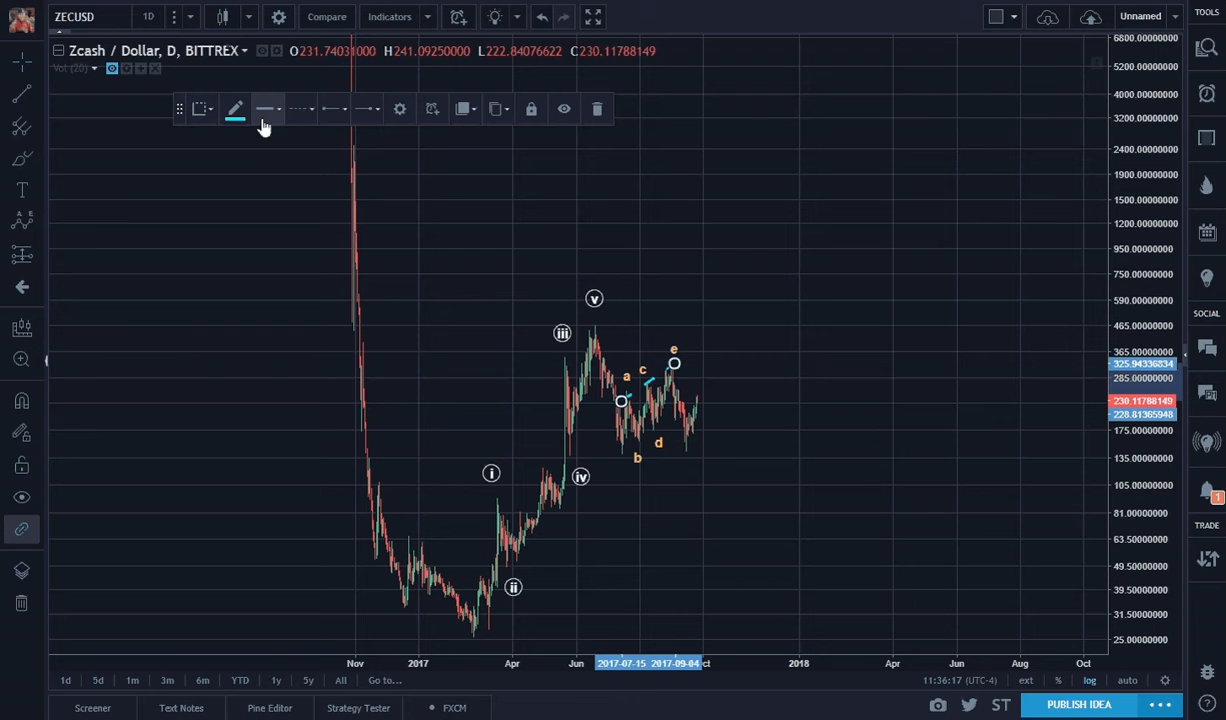 ZECUSD
1D
Compare
Indicators
Unnamed
TOOLS
Zcash / Dollar, D, BITTREX
O231.74031000 H241.09250000 L222.84076622 C230.11788149
Vol (20)
6800.00000000
5200.00000000
4000.00000000
3200.00000000
2400.00000000
1900.00000000
1500.00000000
1200.00000000
950.00000000
750.00000000
590.00000000
465.00000000
365.00000000
325.94336834
285.00000000
230.11788149
228.81365948
175.00000000
135.00000000
105.00000000
81.00000000
63.50000000
49.50000000
39.50000000
31.50000000
25.00000000
SOCIAL
TRADE
1
v
iii
e
c
a
d
b
i
iv
ii
Nov 2017 Apr Jun 2017-07-15 2017-09-04 ct 2018 Apr Jun Aug Oct
1d 5d 1m 3m 6m YTD 1y 5y All Go to...
11:36:17 (UTC-4) ext % log auto
Screener Text Notes Pine Editor Strategy Tester FXCM
ST PUBLISH IDEA